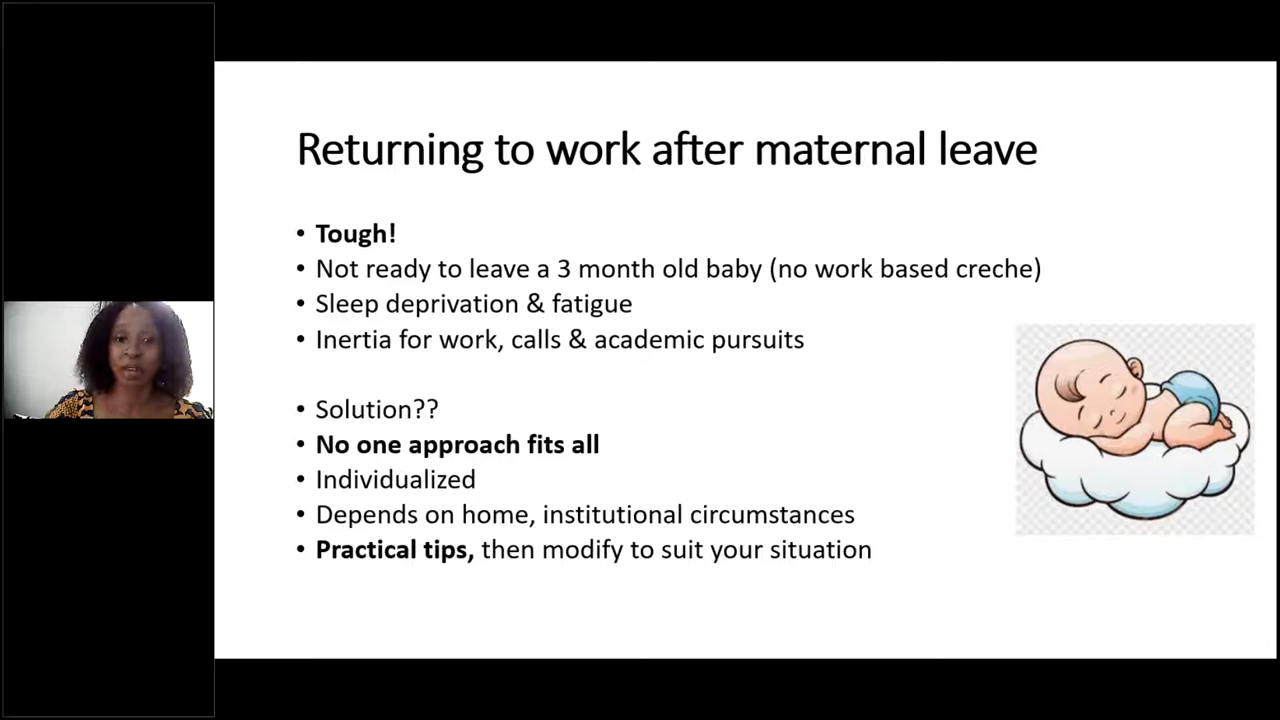 Returning to work after maternal leave
• Tough!
• Not ready to leave a 3 month old baby (no work based creche)
• Sleep deprivation & fatigue
• Inertia for work, calls & academic pursuits
• Solution??
• No one approach fits all
• Individualized
• Depends on home, institutional circumstances
• Practical tips, then modify to suit your situation